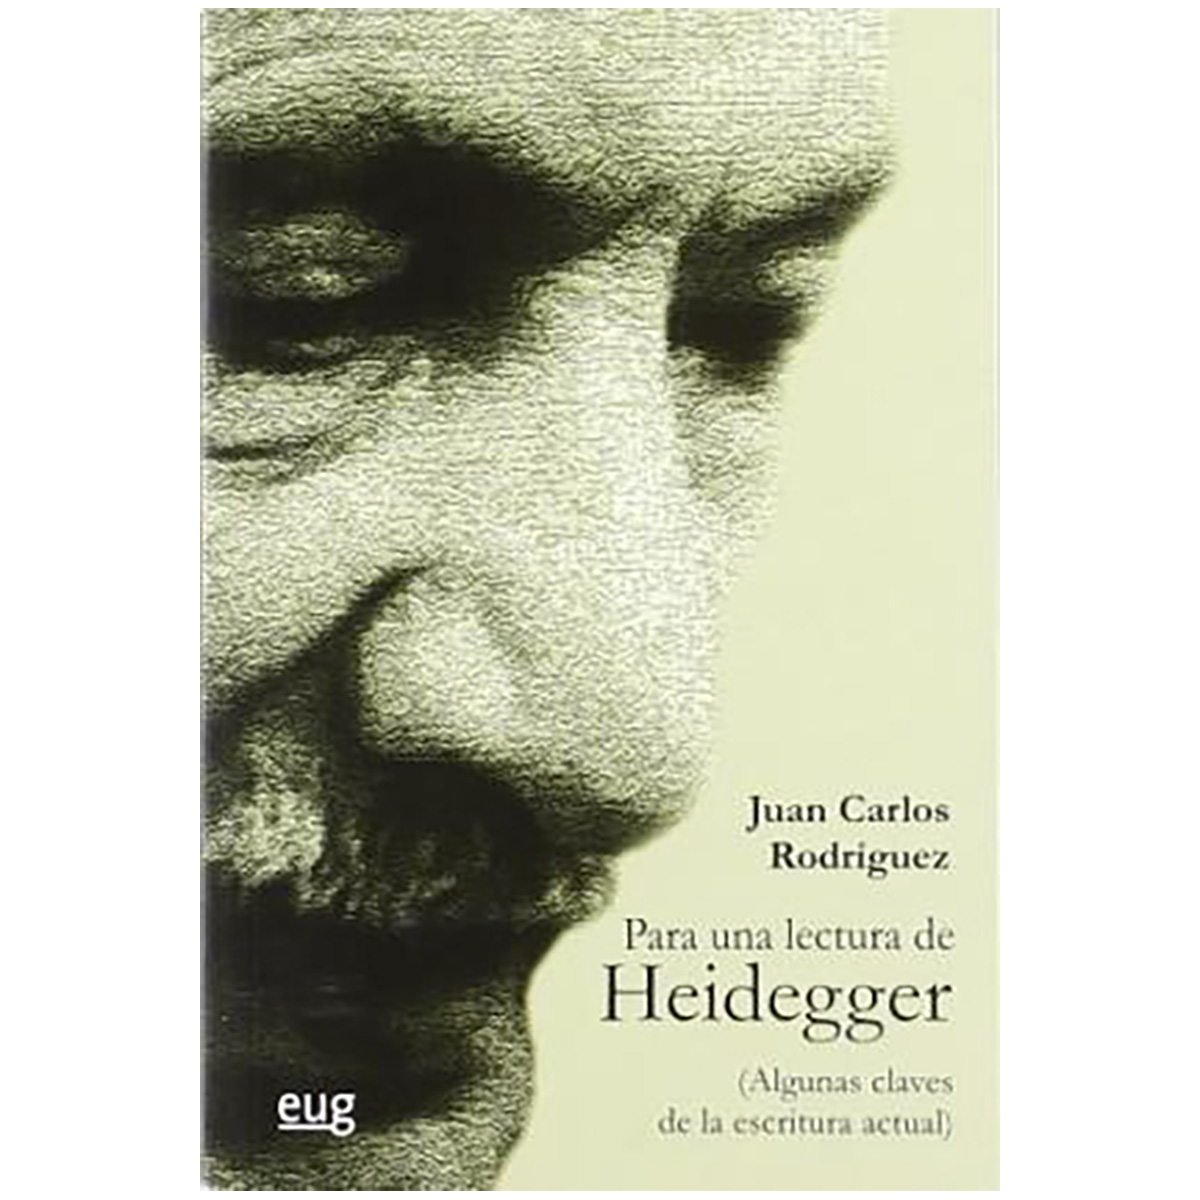 Juan Carlos
Rodríguez
Para una lectura de
Heidegger
(Algunas claves
de la escritura actual)
eug